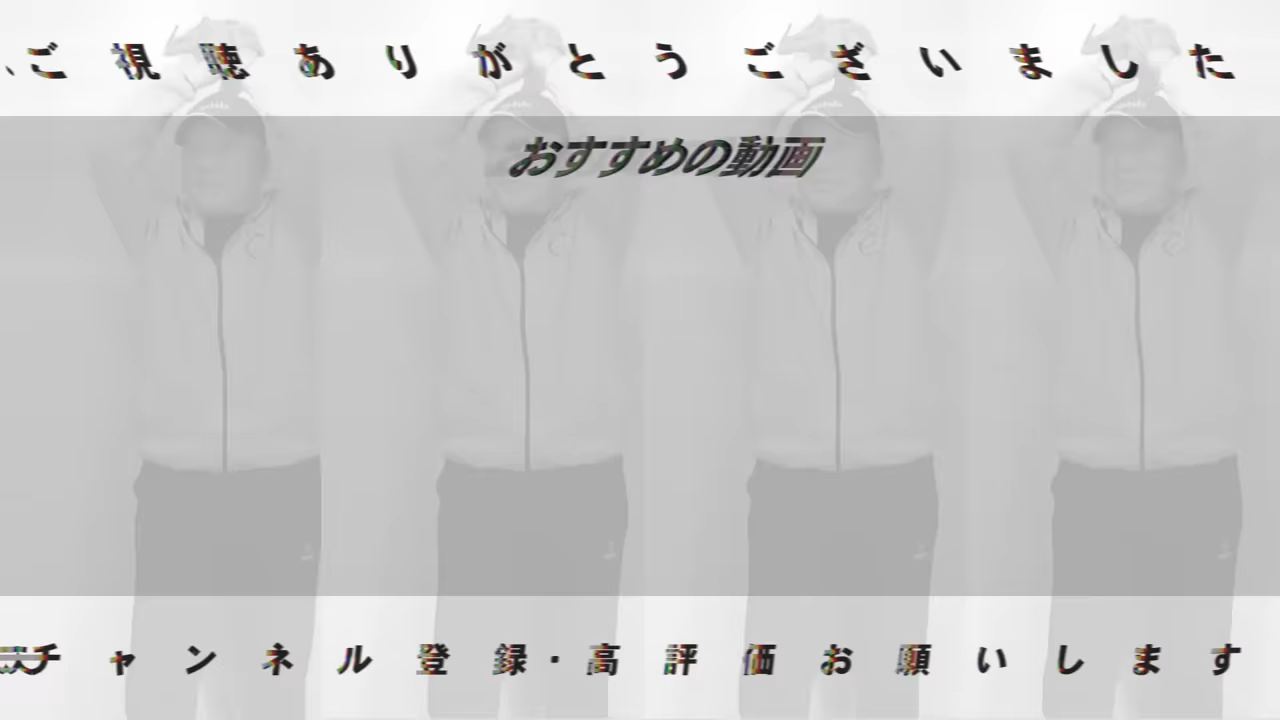 ご視聴ありがとうございました
おすすめの動画
チャンネル登録・高評価お願いします